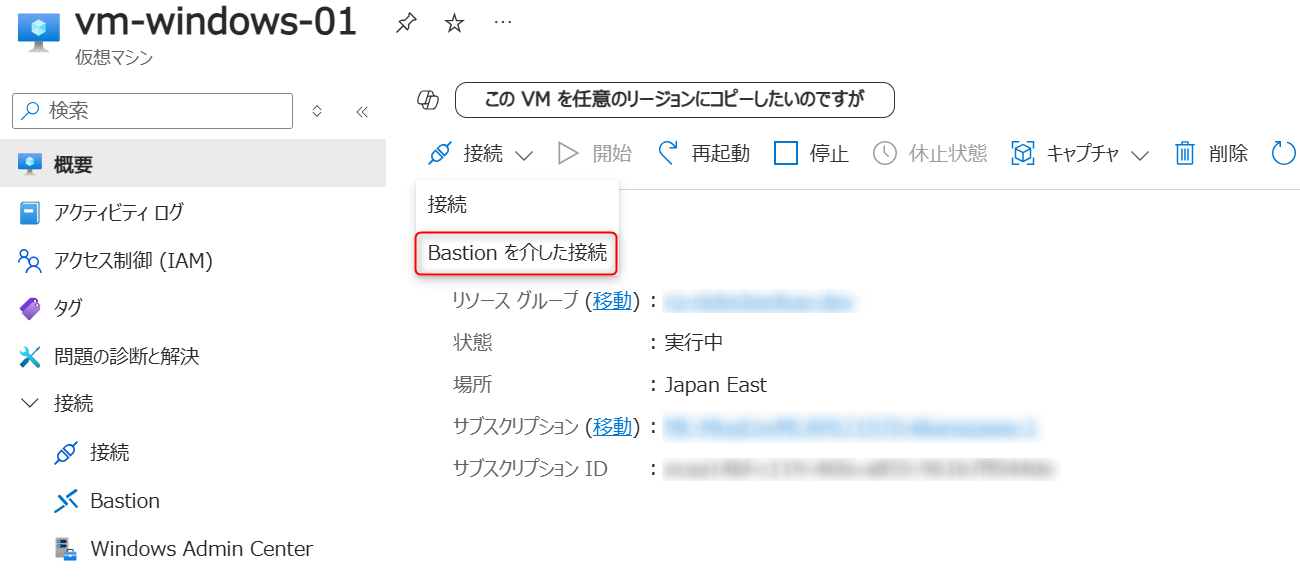 vm-windows-01
仮想マシン
検索
概要
アクティビティ ログ
アクセス制御 (IAM)
タグ
問題の診断と解決
接続
接続
Bastion
Windows Admin Center
この VM を任意のリージョンにコピーしたいのですが
接続 開始 再起動 停止 休止状態 キャプチャ 削除
接続
Bastion を介した接続
リソース グループ (移動) :
状態 : 実行中
場所 : Japan East
サブスクリプション (移動) :
サブスクリプション ID :